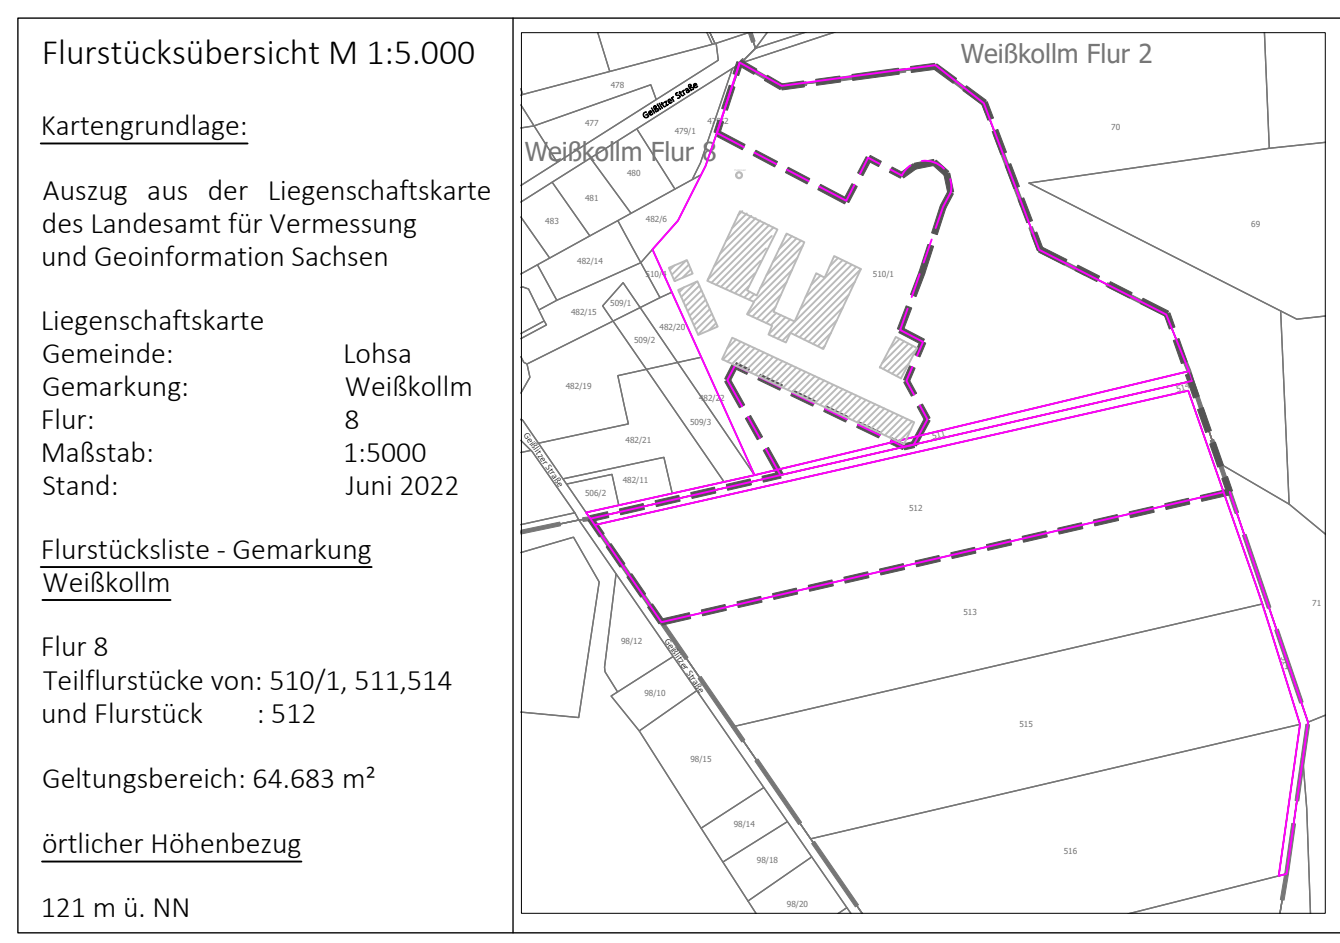 Flurstücksübersicht M 1:5.000
Kartengrundlage:
Auszug aus der Liegenschaftskarte
des Landesamt für Vermessung
und Geoinformation Sachsen
Liegenschaftskarte
Gemeinde: Lohsa
Gemarkung: Weißkollm
Flur: 8
Maßstab: 1:5000
Stand: Juni 2022
Flurstücksliste - Gemarkung
Weißkollm
Flur 8
Teilflurstücke von: 510/1, 511,514
und Flurstück : 512
Geltungsbereich: 64.683 m²
örtlicher Höhenbezug
121 m ü. NN
Weißkollm Flur 2
478
Geißlitzer Straße
477
479/1
70
Weißkollm Flur 8
480
481
483
482/6
69
482/14
510/1
509/1
482/15
482/20
509/2
482/19
482/22
509/3
511
482/21
Geißlitzer Straße
482/11
506/2
512
71
513
98/12
Geißlitzer Straße
98/10
515
98/15
98/14
516
98/18
98/20